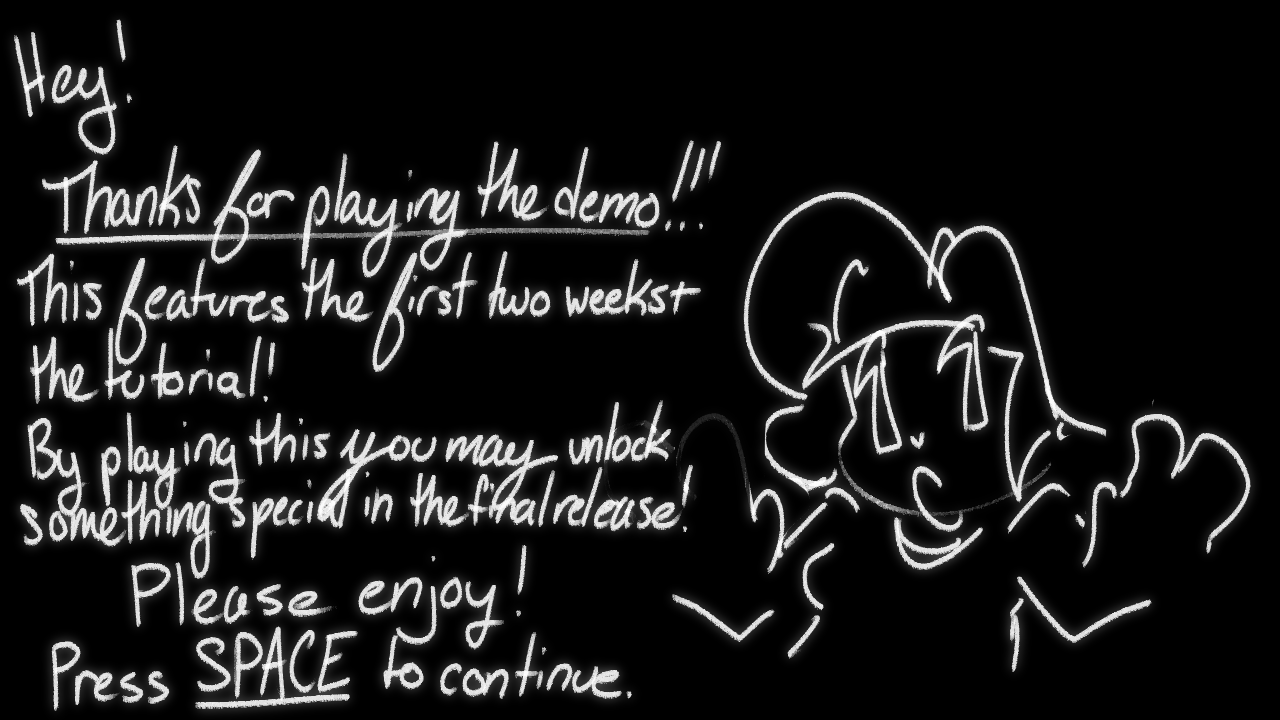 Hey!
Thanks for playing the demo!!!
This features the first two weeks+
the tutorial!
By playing this you may unlock
something special in the final release!
Please enjoy!
Press SPACE to continue.